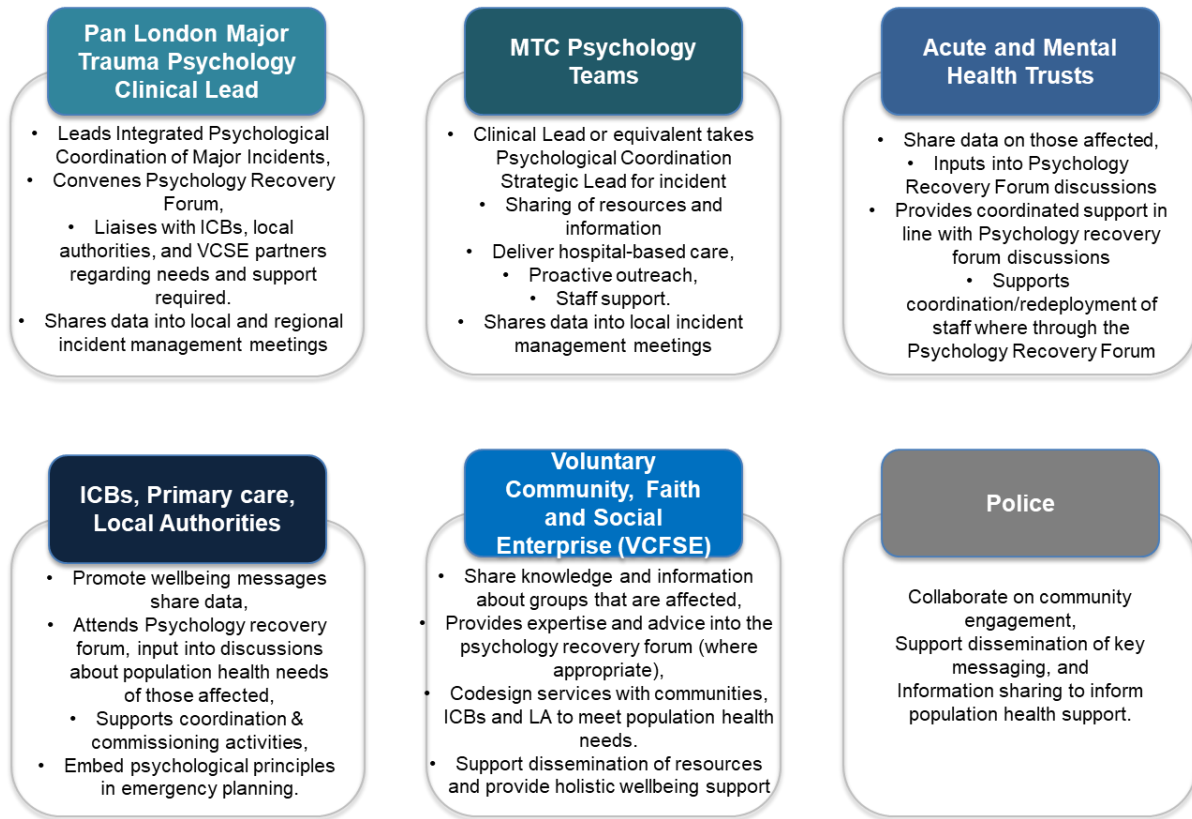 Pan London Major
Trauma Psychology
Clinical Lead
• Leads Integrated Psychological
Coordination of Major Incidents,
• Convenes Psychology Recovery
Forum,
• Liaises with ICBs, local
authorities, and VCSE partners
regarding needs and support
required.
• Shares data into local and regional
incident management meetings
MTC Psychology
Teams
• Clinical Lead or equivalent takes
Psychological Coordination
Strategic Lead for incident
• Sharing of resources and
information
• Deliver hospital-based care,
• Proactive outreach,
• Staff support.
• Shares data into local incident
management meetings
Acute and Mental
Health Trusts
• Share data on those affected,
• Inputs into Psychology
Recovery Forum discussions
• Provides coordinated support in
line with Psychology recovery
forum discussions
• Supports
coordination/redeployment of
staff where through the
Psychology Recovery Forum
ICBs, Primary care,
Local Authorities
• Promote wellbeing messages
share data,
• Attends Psychology recovery
forum, input into discussions
about population health needs
of those affected,
• Supports coordination &
commissioning activities,
• Embed psychological principles
in emergency planning.
Voluntary
Community, Faith
and Social
Enterprise (VCFSE)
• Share knowledge and information
about groups that are affected,
• Provides expertise and advice into the
psychology recovery forum (where
appropriate),
• Codesign services with communities,
ICBs and LA to meet population health
needs.
• Support dissemination of resources
and provide holistic wellbeing support
Police
Collaborate on community
engagement,
Support dissemination of key
messaging, and
Information sharing to inform
population health support.